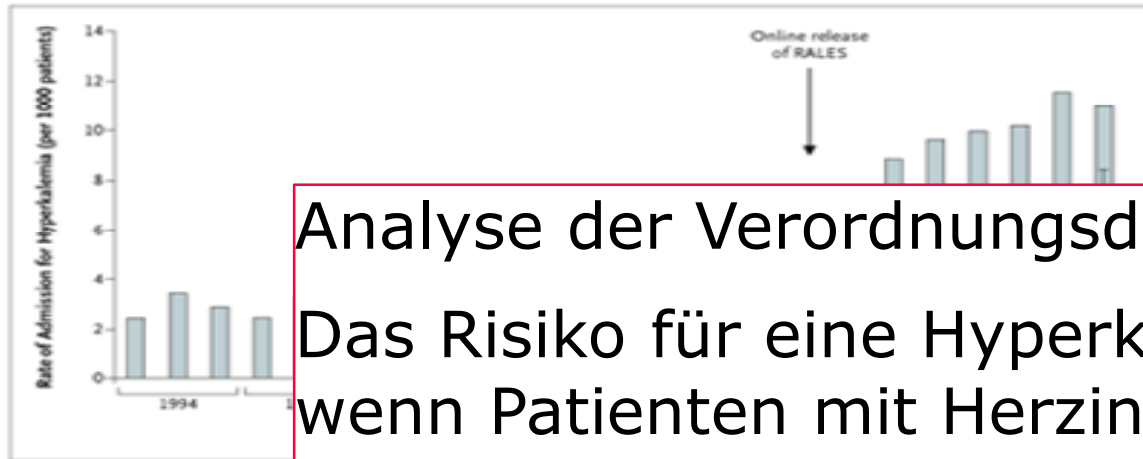 Rate of Admission for Hyperkalemia (per 1000 patients)
14
12
10
8
6
4
2
0
Online release
of RALES
1994
1
Analyse der Verordnungsd
Das Risiko für eine Hyperk
wenn Patienten mit Herzin